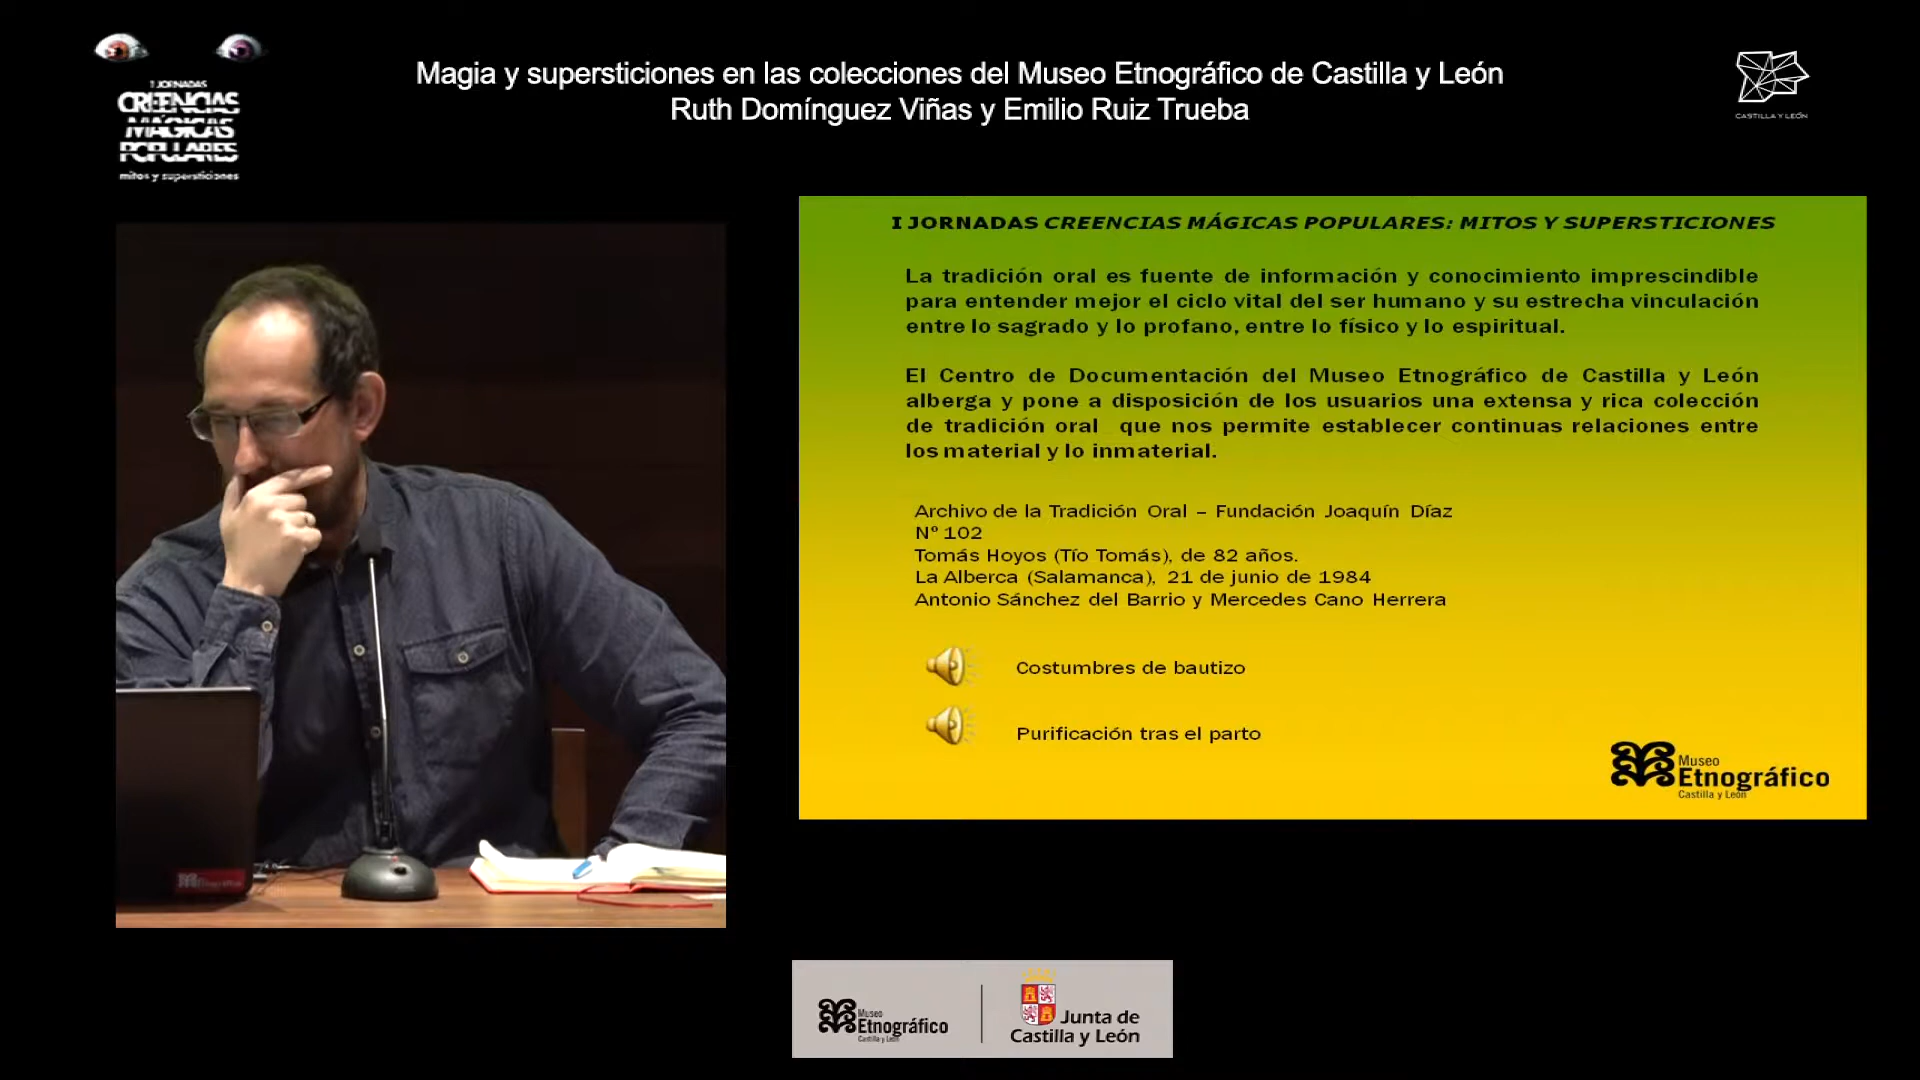 I JORNADAS
CREENCIAS
MÁGICAS
POPULARES
mitos y supersticiones
Magia y supersticiones en las colecciones del Museo Etnográfico de Castilla y León
Ruth Domínguez Viñas y Emilio Ruiz Trueba
CASTILLA Y LEÓN
I JORNADAS CREENCIAS MÁGICAS POPULARES: MITOS Y SUPERSTICIONES
La tradición oral es fuente de información y conocimiento imprescindible
para entender mejor el ciclo vital del ser humano y su estrecha vinculación
entre lo sagrado y lo profano, entre lo físico y lo espiritual.
El Centro de Documentación del Museo Etnográfico de Castilla y León
alberga y pone a disposición de los usuarios una extensa y rica colección
de tradición oral que nos permite establecer continuas relaciones entre
los material y lo inmaterial.
Archivo de la Tradición Oral – Fundación Joaquín Díaz
Nº 102
Tomás Hoyos (Tío Tomás), de 82 años.
La Alberca (Salamanca), 21 de junio de 1984
Antonio Sánchez del Barrio y Mercedes Cano Herrera
Costumbres de bautizo
Purificación tras el parto
Museo
Etnográfico
Castilla y León
Etnográfico
Museo
Etnográfico
Castilla y León
Junta de
Castilla y León